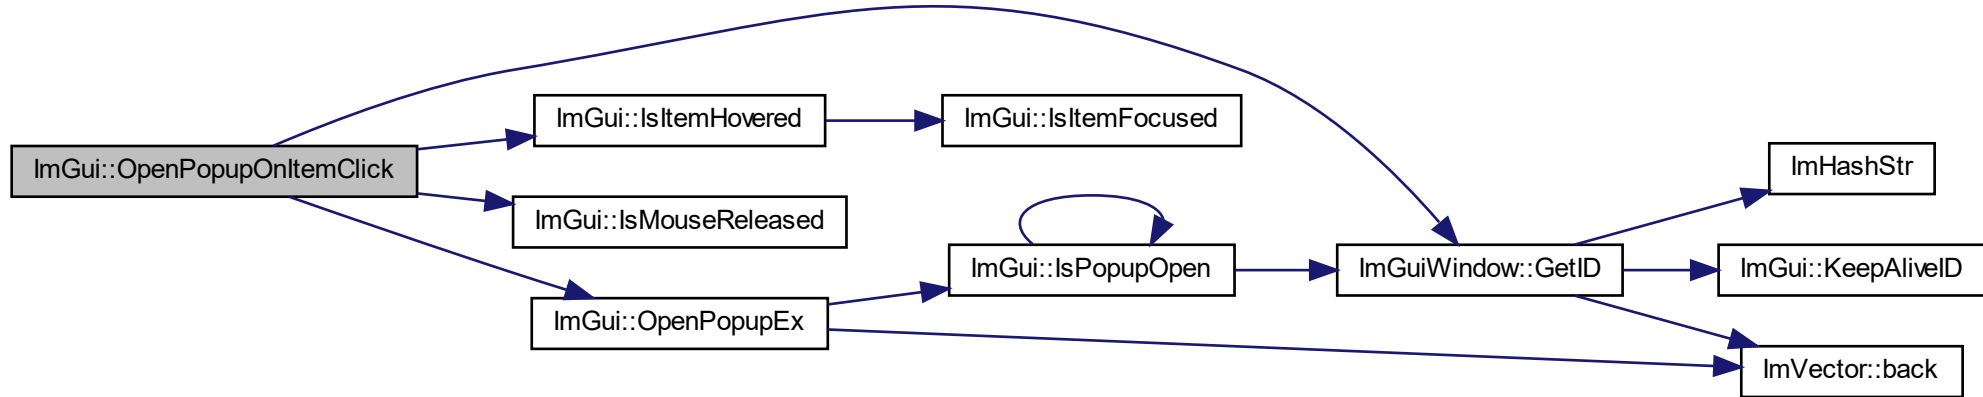 ImGui::OpenPopupOnItemClick
ImGui::IsItemHovered
ImGui::IsItemFocused
ImGui::IsMouseReleased
ImGui::OpenPopupEx
ImGui::IsPopupOpen
ImGuiWindow::GetID
ImHashStr
ImGui::KeepAliveID
ImVector::back